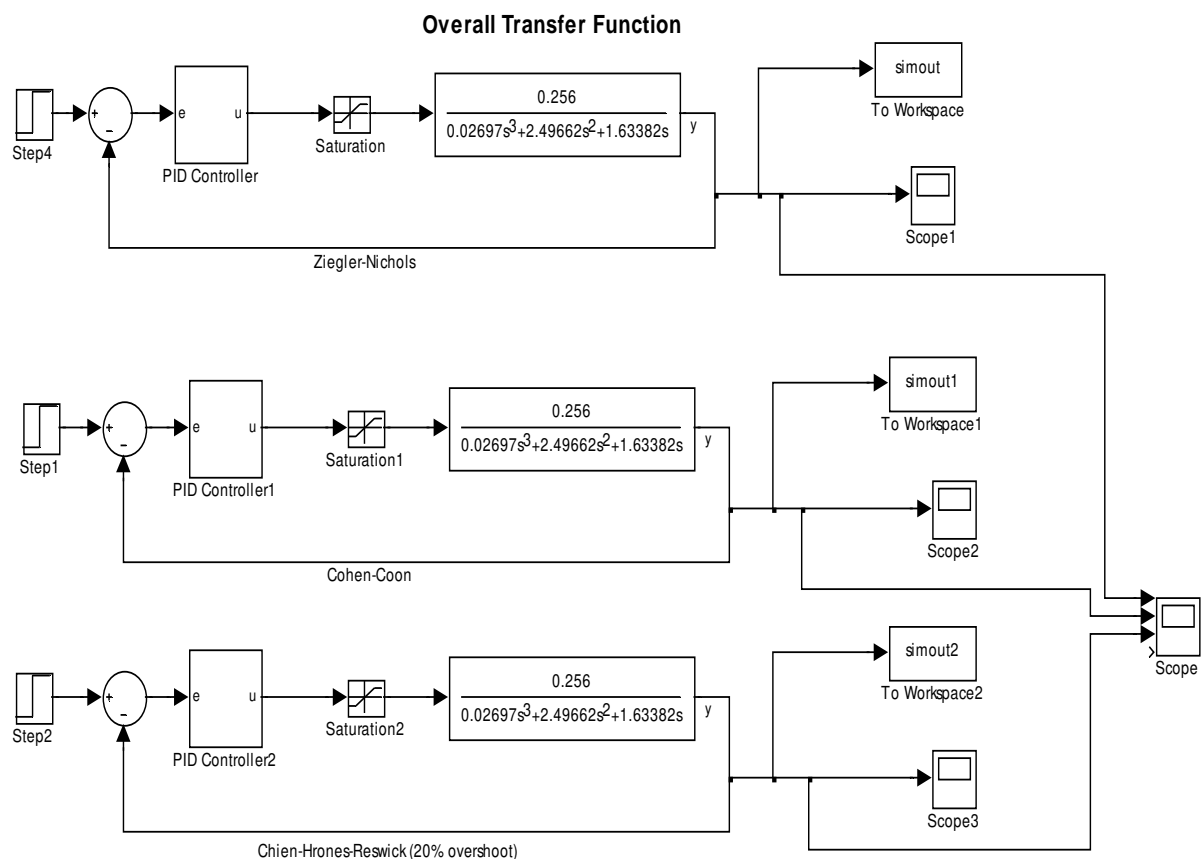 Overall Transfer Function
simout
To Workspace
Step4
+
−
e
u
PID Controller
Saturation
0.256
0.02697s³+2.49662s²+1.63382s
y
Scope1
Ziegler-Nichols
simout1
To Workspace1
Step1
+
−
e
u
PID Controller1
Saturation1
0.256
0.02697s³+2.49662s²+1.63382s
y
Scope2
Cohen-Coon
Scope
simout2
To Workspace2
Step2
+
−
e
u
PID Controller2
Saturation2
0.256
0.02697s³+2.49662s²+1.63382s
y
Scope3
Chien-Hrones-Reswick (20% overshoot)